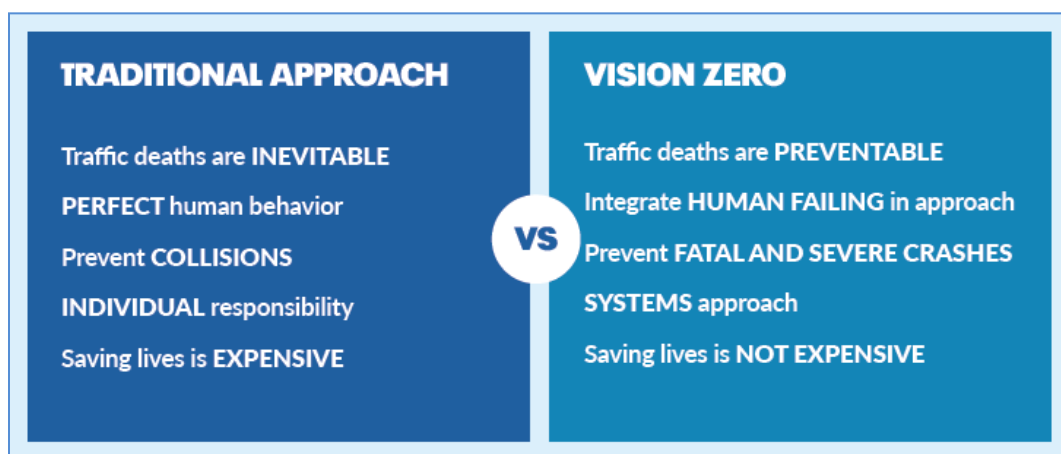 TRADITIONAL APPROACH
Traffic deaths are INEVITABLE
PERFECT human behavior
Prevent COLLISIONS
INDIVIDUAL responsibility
Saving lives is EXPENSIVE
VS
VISION ZERO
Traffic deaths are PREVENTABLE
Integrate HUMAN FAILING in approach
Prevent FATAL AND SEVERE CRASHES
SYSTEMS approach
Saving lives is NOT EXPENSIVE